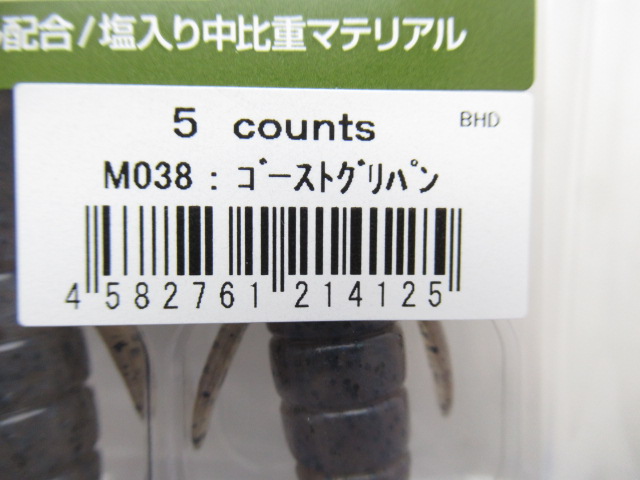 配合/塩入り中比重マテリアル
5 counts
BHD
M038 : ｺﾞｰｽﾄｸﾞﾘﾊﾟﾝ
4 582761 214125